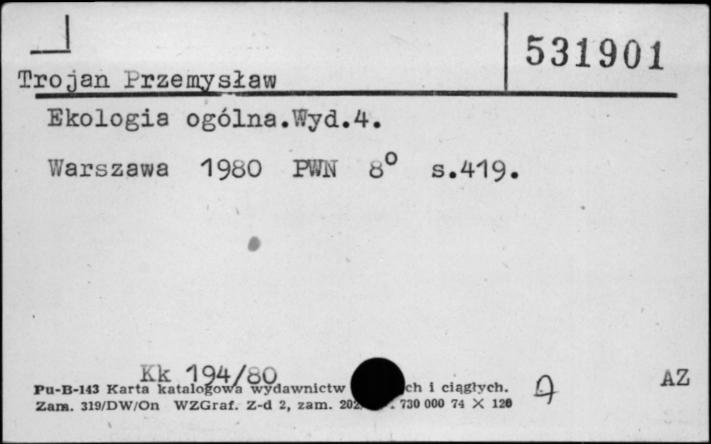 531901
Trojan Przemysław
Ekologia ogólna.Wyd.4.
Warszawa 1980 PWN 8° s.419.
Kk 194/80
Pu-B-143 Karta katalogowa wydawnictw ch i ciągłych.
AZ
Zam. 319/DW/On WZGraf. Z-d 2, zam. 202 730 000 74 X 120